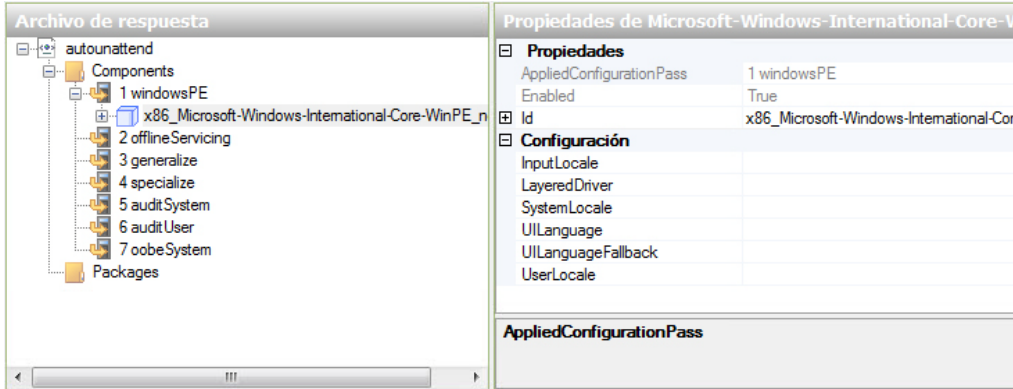 Archivo de respuesta
autounattend
Components
1 windowsPE
x86_Microsoft-Windows-International-Core-WinPE_n
2 offlineServicing
3 generalize
4 specialize
5 auditSystem
6 auditUser
7 oobeSystem
Packages
Propiedades de Microsoft-Windows-International-Core-W
Propiedades
AppliedConfigurationPass 1 windowsPE
Enabled True
Id x86_Microsoft-Windows-International-Cor
Configuración
InputLocale
LayeredDriver
SystemLocale
UILanguage
UILanguageFallback
UserLocale
AppliedConfigurationPass